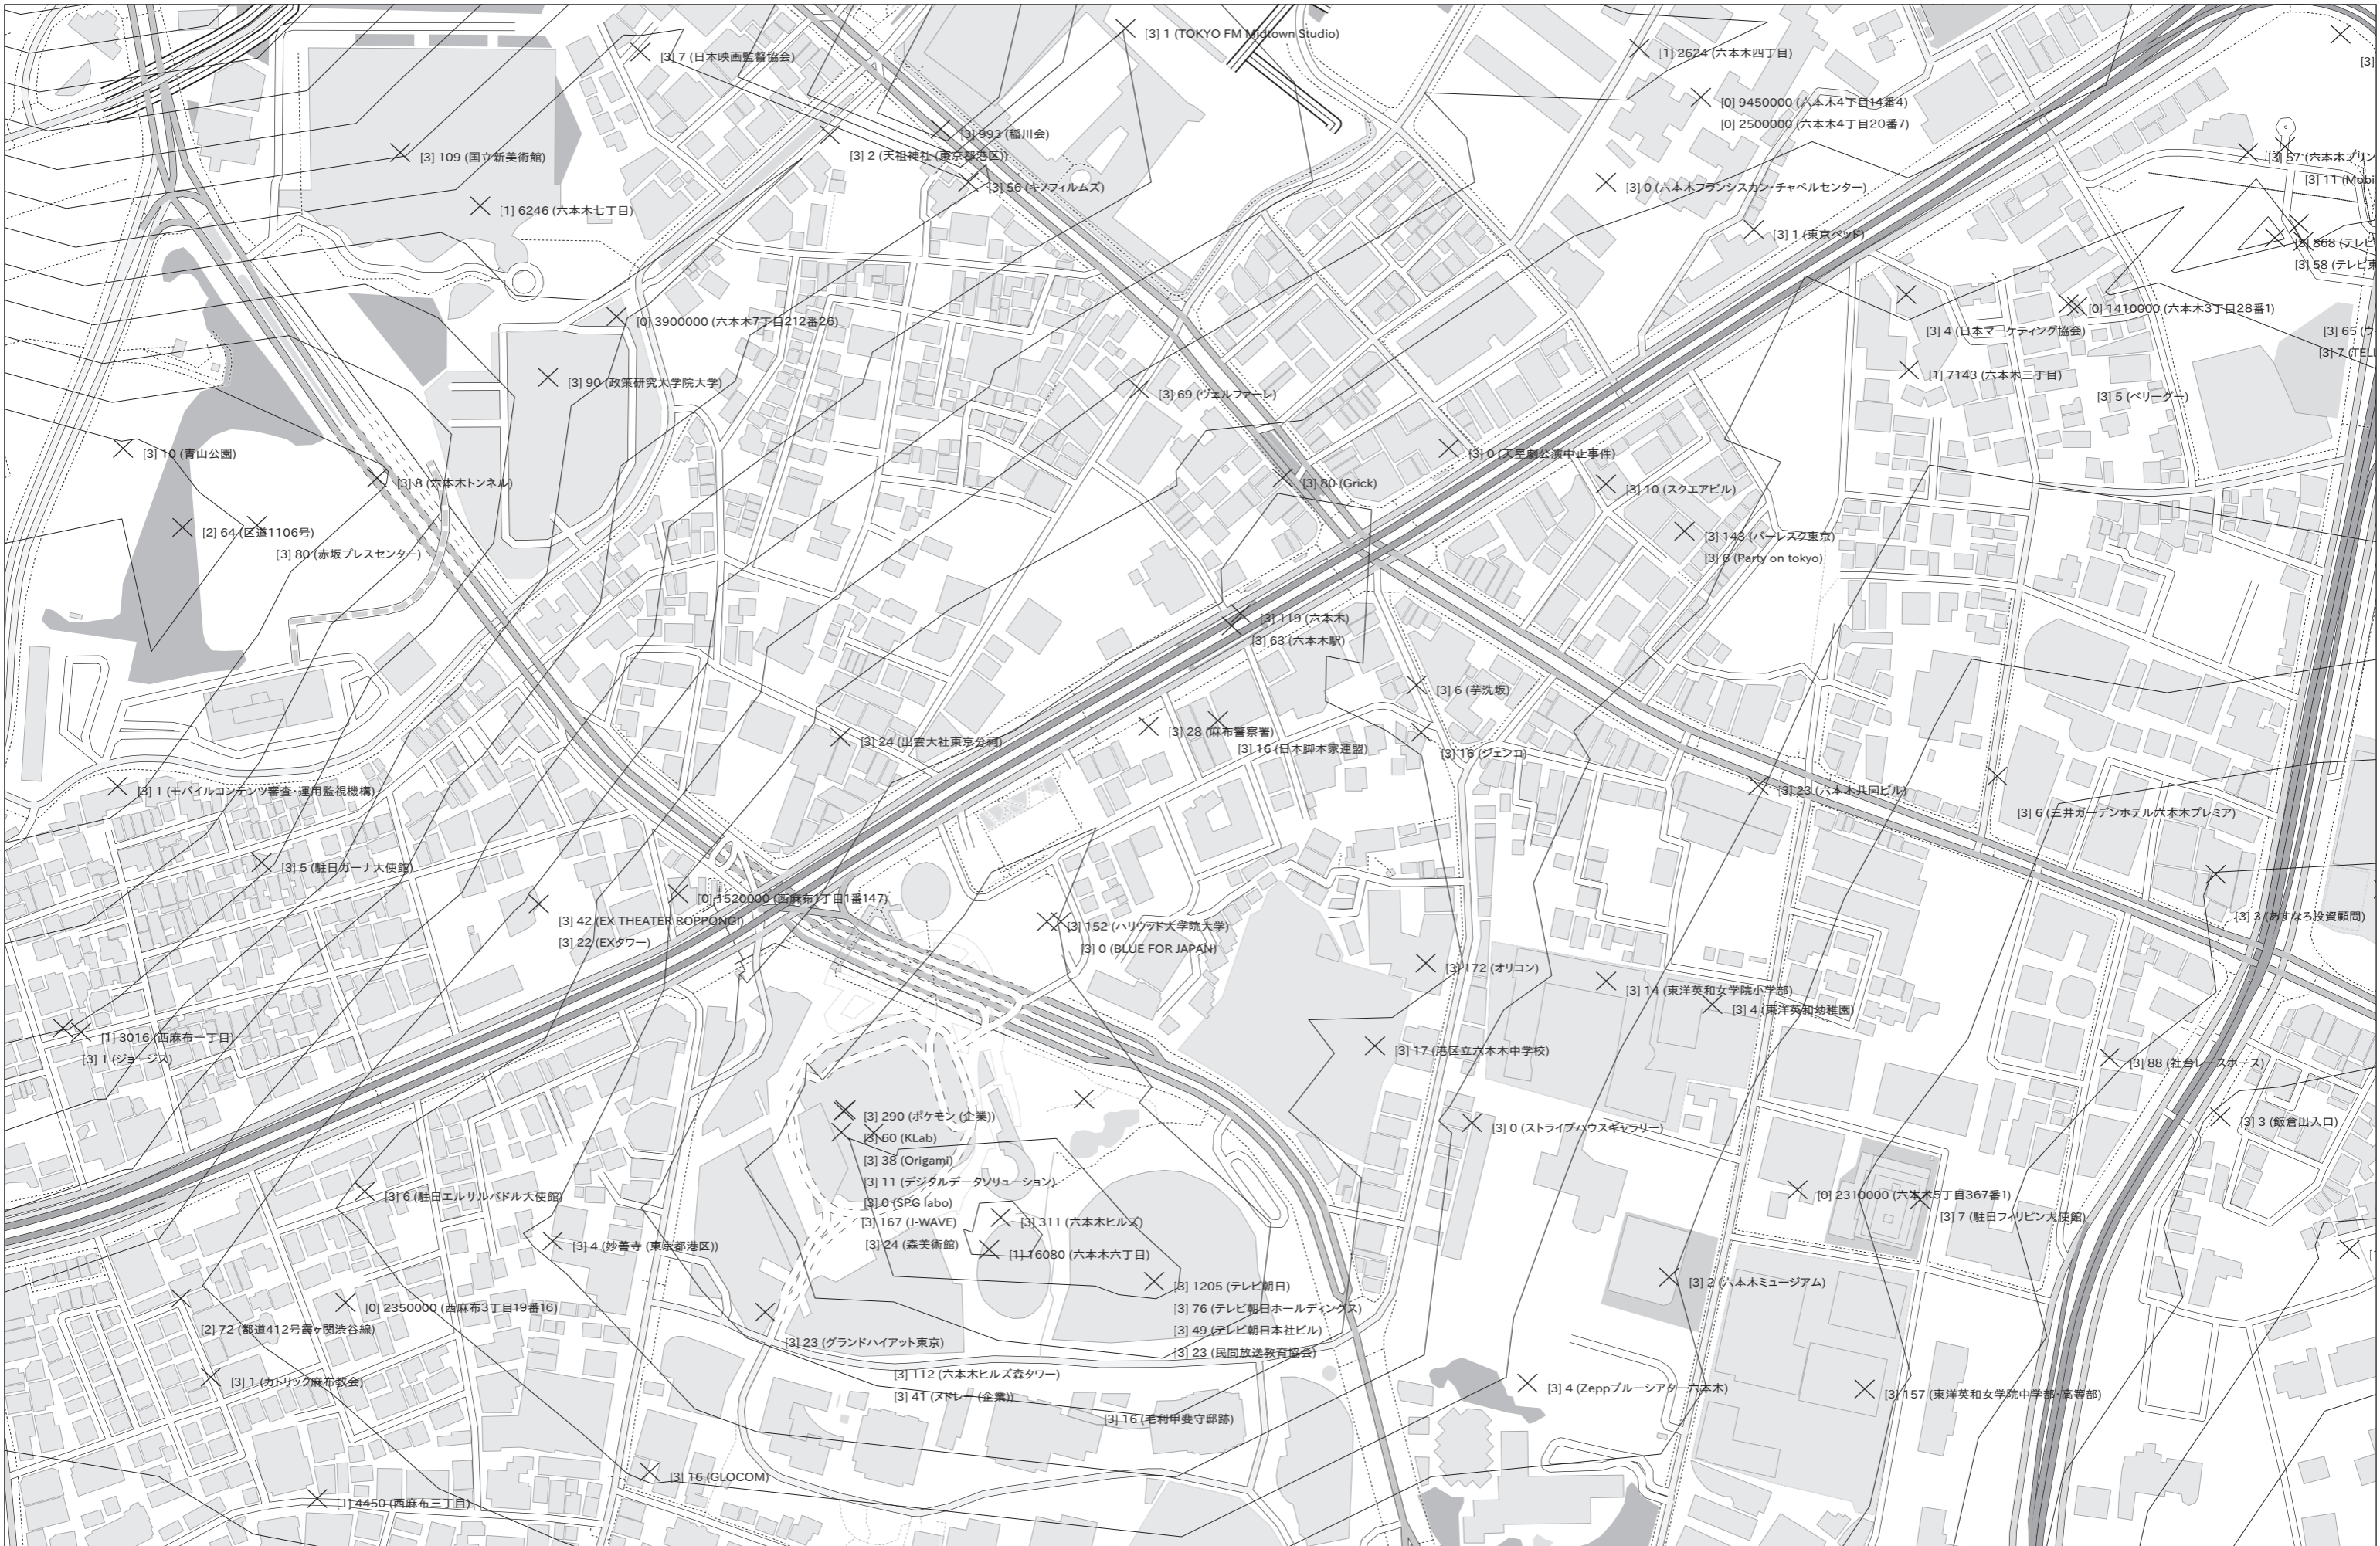 [3] 1 (TOKYO FM Midtown Studio)
[3] 7 (日本映画監督協会)
[1] 2624 (六本木四丁目)
[3]
[0] 9450000 (六本木4丁目14番4)
[0] 2500000 (六本木4丁目20番7)
[3] 993 (稲川会)
[3] 2 (天祖神社 (東京都港区))
[3] 109 (国立新美術館)
[3] 57 (六本木プリン
[3] 11 (Mobi
[3] 56 (キノフィルムズ)
[3] 0 (六本木フランシスカン・チャペルセンター)
[1] 6246 (六本木七丁目)
[3] 1 (東京ベッド)
[3] 868 (テレビ
[3] 58 (テレビ東
[0] 1410000 (六本木3丁目28番1)
[0] 3900000 (六本木7丁目212番26)
[3] 4 (日本マーケティング協会)
[3] 65 (ウ
[3] 7 (TEL
[1] 7143 (六本木三丁目)
[3] 90 (政策研究大学院大学)
[3] 69 (ヴェルファーレ)
[3] 5 (ベリーグー)
[3] 10 (青山公園)
[3] 0 (天皇劇公演中止事件)
[3] 8 (六本木トンネル)
[3] 80 (Grick)
[3] 10 (スクエアビル)
[2] 64 (区道1106号)
[3] 80 (赤坂プレスセンター)
[3] 143 (バーレスク東京)
[3] 6 (Party on tokyo)
[3] 119 (六本木)
[3] 63 (六本木駅)
[3] 6 (芋洗坂)
[3] 28 (麻布警察署)
[3] 16 (日本脚本家連盟)
[3] 24 (出雲大社東京分祠)
[3] 16 (ジェンコ)
[3] 1 (モバイルコンテンツ審査・運用監視機構)
[3] 23 (六本木共同ビル)
[3] 6 (三井ガーデンホテル六本木プレミア)
[3] 5 (駐日ガーナ大使館)
[0] 1520000 (西麻布1丁目1番147)
[3] 42 (EX THEATER ROPPONGI)
[3] 22 (EXタワー)
[3] 152 (ハリウッド大学院大学)
[3] 0 (BLUE FOR JAPAN)
[3] 3 (あすなろ投資顧問)
[3] 172 (オリコン)
[3] 14 (東洋英和女学院小学部)
[3] 4 (東洋英和幼稚園)
[1] 3016 (西麻布一丁目)
[3] 1 (ジョージス)
[3] 17 (港区立六本木中学校)
[3] 88 (社台レースホース)
[3] 290 (ポケモン (企業))
[3] 60 (KLab)
[3] 38 (Origami)
[3] 11 (デジタルデータソリューション)
[3] 0 (SPG labo)
[3] 167 (J-WAVE)
[3] 24 (森美術館)
[3] 0 (ストライプハウスギャラリー)
[3] 3 (飯倉出入口)
[3] 6 (駐日エルサルバドル大使館)
[0] 2310000 (六本木5丁目367番1)
[3] 7 (駐日フィリピン大使館)
[3] 311 (六本木ヒルズ)
[1] 16080 (六本木六丁目)
[3] 4 (妙善寺 (東京都港区))
[3] 1205 (テレビ朝日)
[3] 76 (テレビ朝日ホールディングス)
[3] 49 (テレビ朝日本社ビル)
[3] 23 (民間放送教育協会)
[3] 2 (六本木ミュージアム)
[0] 2350000 (西麻布3丁目19番16)
[2] 72 (都道412号霞ヶ関渋谷線)
[3] 23 (グランドハイアット東京)
[3] 112 (六本木ヒルズ森タワー)
[3] 41 (メドレー (企業))
[3] 1 (カトリック麻布教会)
[3] 4 (Zeppブルーシアター六本木)
[3] 157 (東洋英和女学院中学部・高等部)
[3] 16 (毛利甲斐守邸跡)
[3] 16 (GLOCOM)
[1] 4450 (西麻布三丁目)